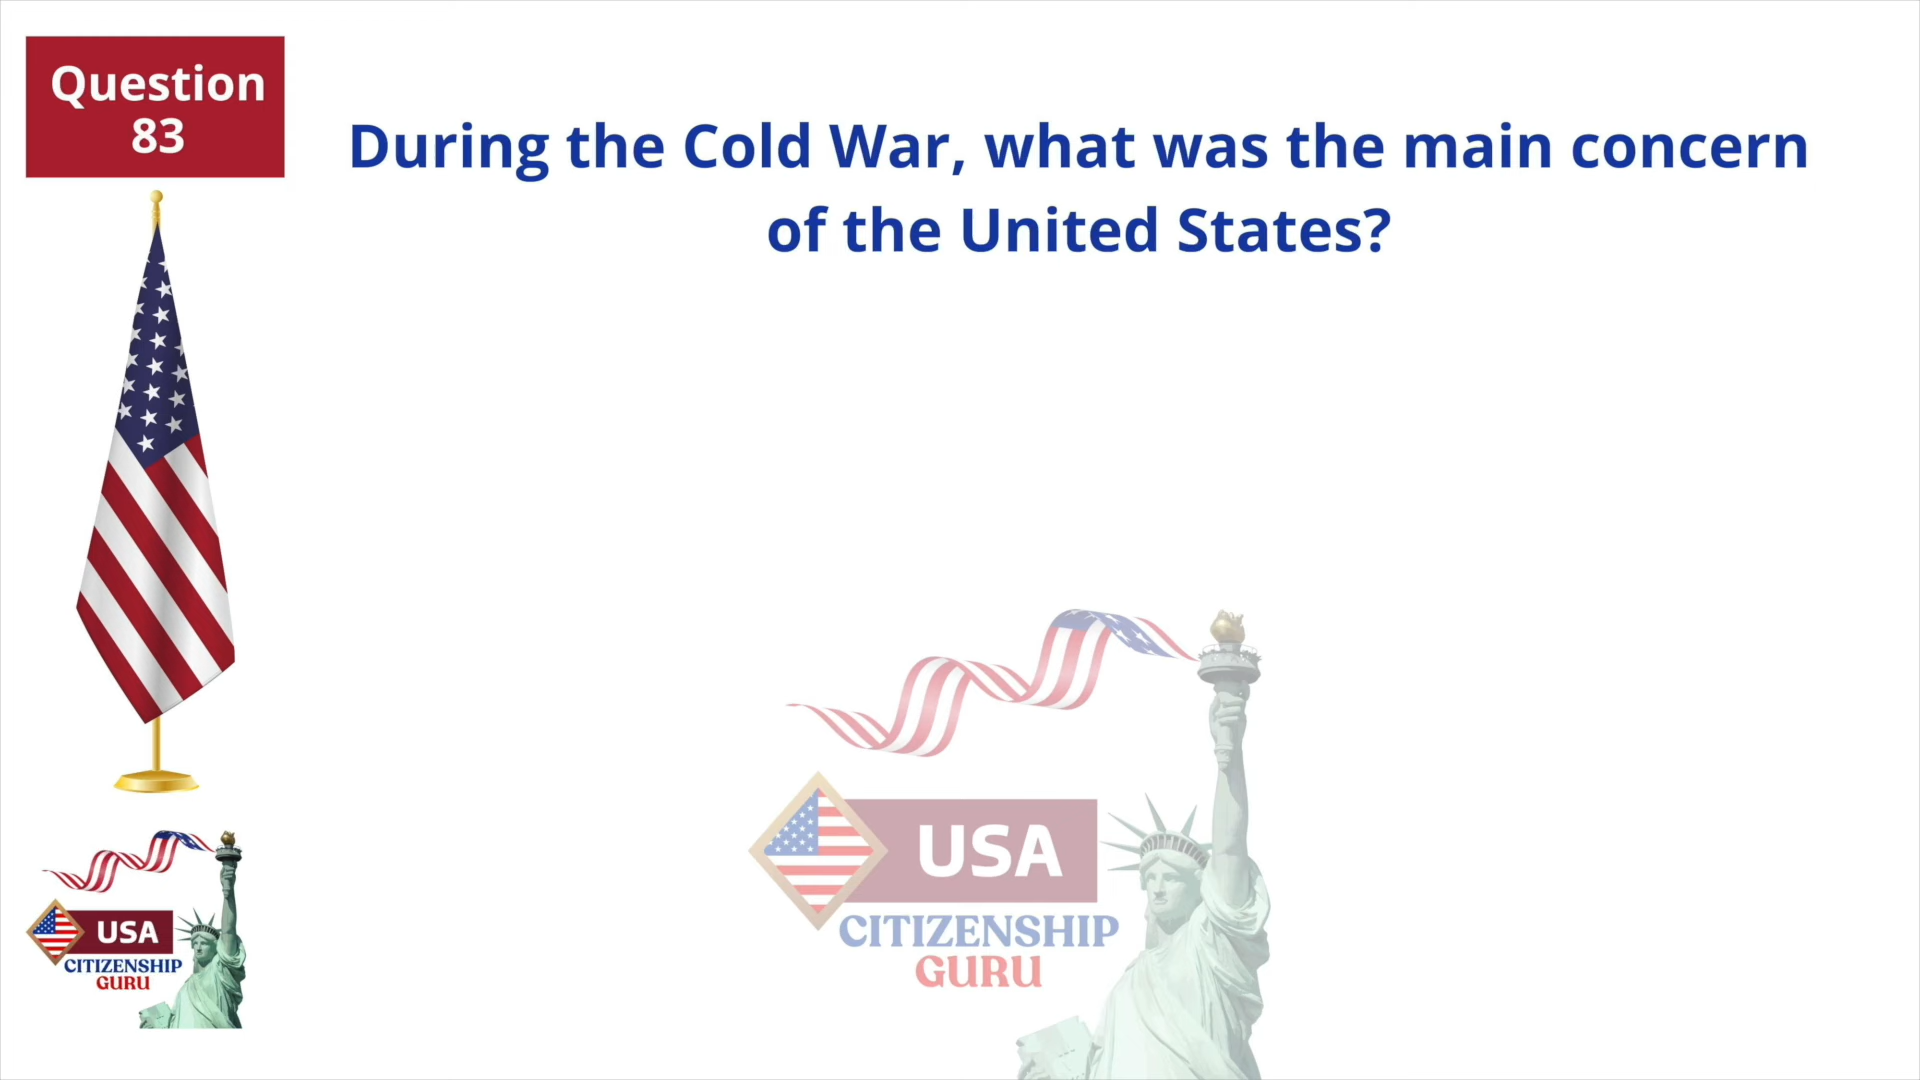 Question
83
During the Cold War, what was the main concern
of the United States?
USA
CITIZENSHIP
GURU
USA
CITIZENSHIP
GURU